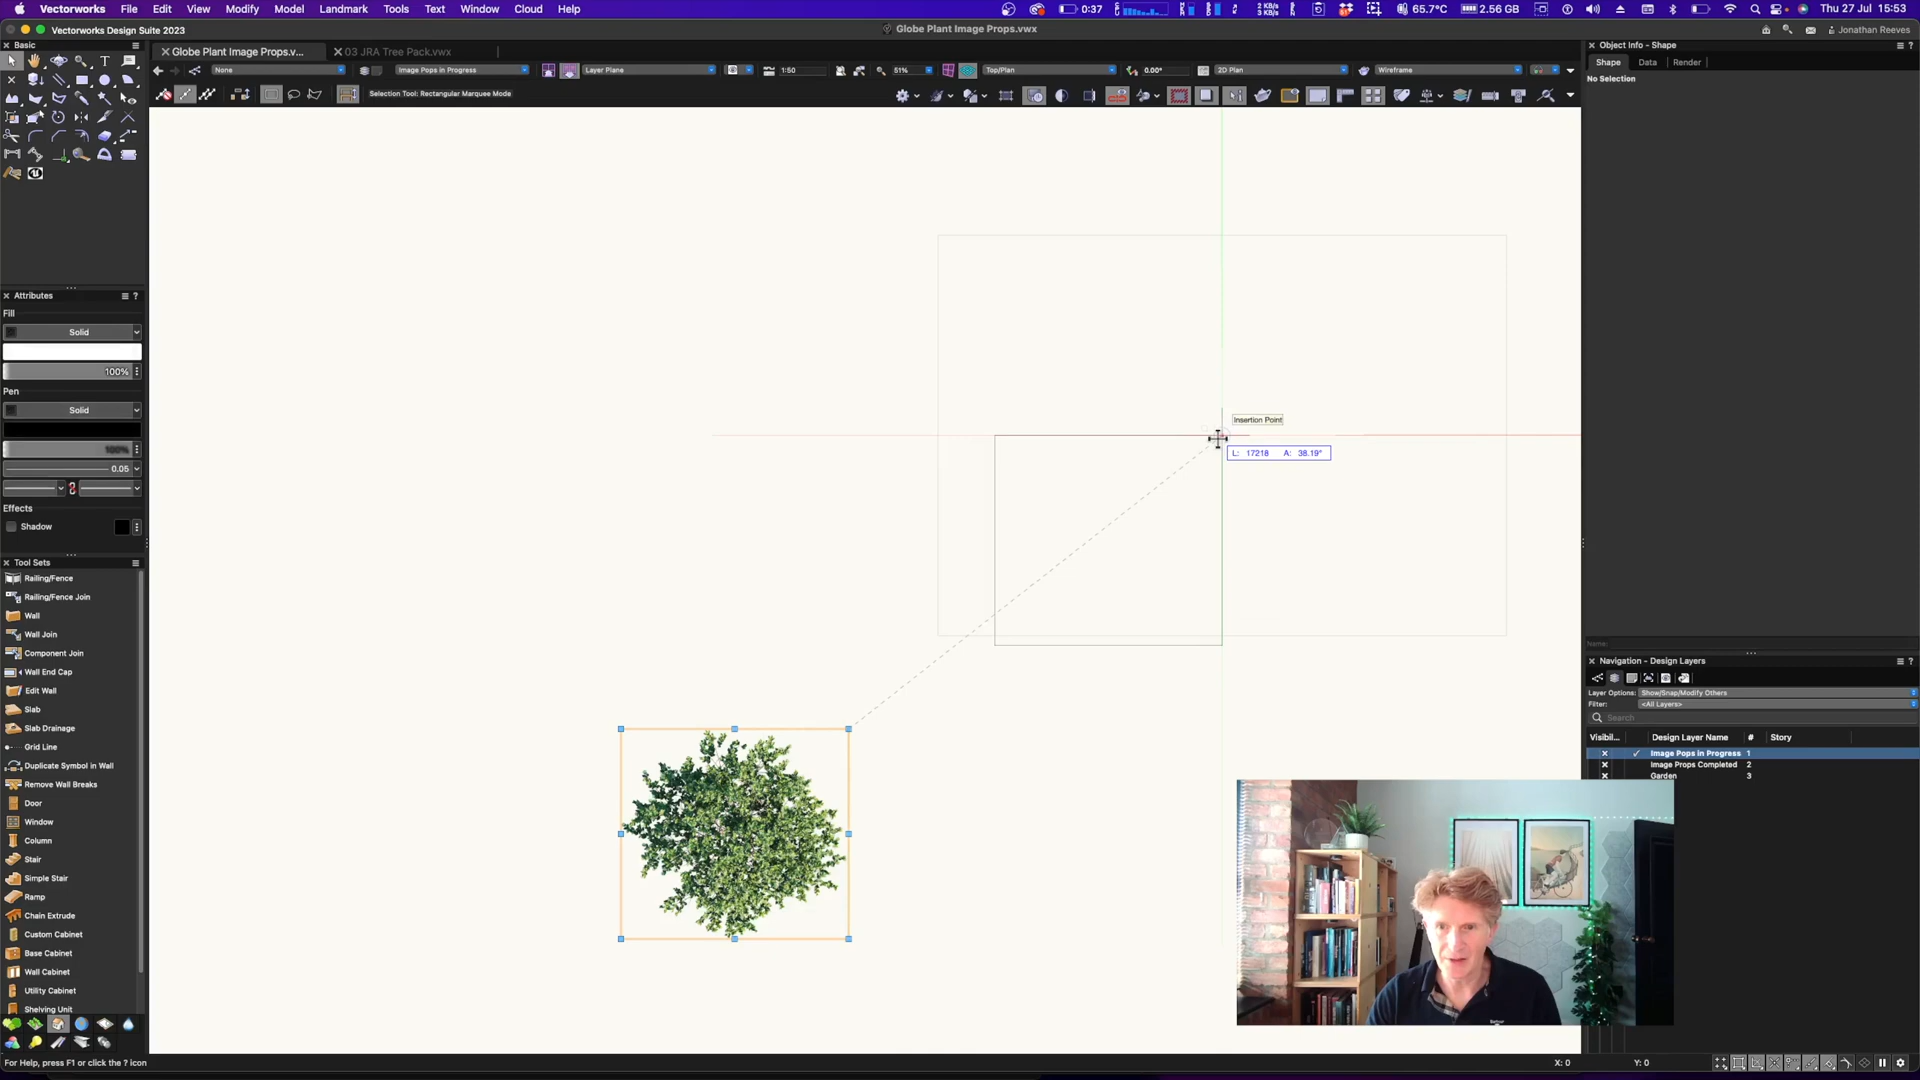 Vectorworks File Edit View Modify Model Landmark Tools Text Window Cloud Help
0:37 2 KB/s 3 KB/s 65.7°C 2.56 GB Thu 27 Jul 15:53
Vectorworks Design Suite 2023
Globe Plant Image Props.vwx
Jonathan Reeves
Basic
Globe Plant Image Props.v...
03 JRA Tree Pack.vwx
None
Image Pops in Progress
Layer Plane
1:50
51%
Top/Plan
0.00°
2D Plan
Wireframe
Selection Tool: Rectangular Marquee Mode
Object Info - Shape
Shape Data Render
No Selection
Attributes
Fill
Solid
100%
Pen
Solid
100%
0.05
Effects
Shadow
Tool Sets
Railing/Fence
Railing/Fence Join
Wall
Wall Join
Component Join
Wall End Cap
Edit Wall
Slab
Slab Drainage
Grid Line
Duplicate Symbol in Wall
Remove Wall Breaks
Door
Window
Column
Stair
Simple Stair
Ramp
Chain Extrude
Custom Cabinet
Base Cabinet
Wall Cabinet
Utility Cabinet
Shelving Unit
Insertion Point
L: 17218 A: 38.19°
Name:
Navigation - Design Layers
Layer Options: Show/Snap/Modify Others
Filter: <All Layers>
Search
Visibil... Design Layer Name # Story
Image Pops in Progress 1
Image Props Completed 2
Garden 3
For Help, press F1 or click the ? icon
X: 0 Y: 0